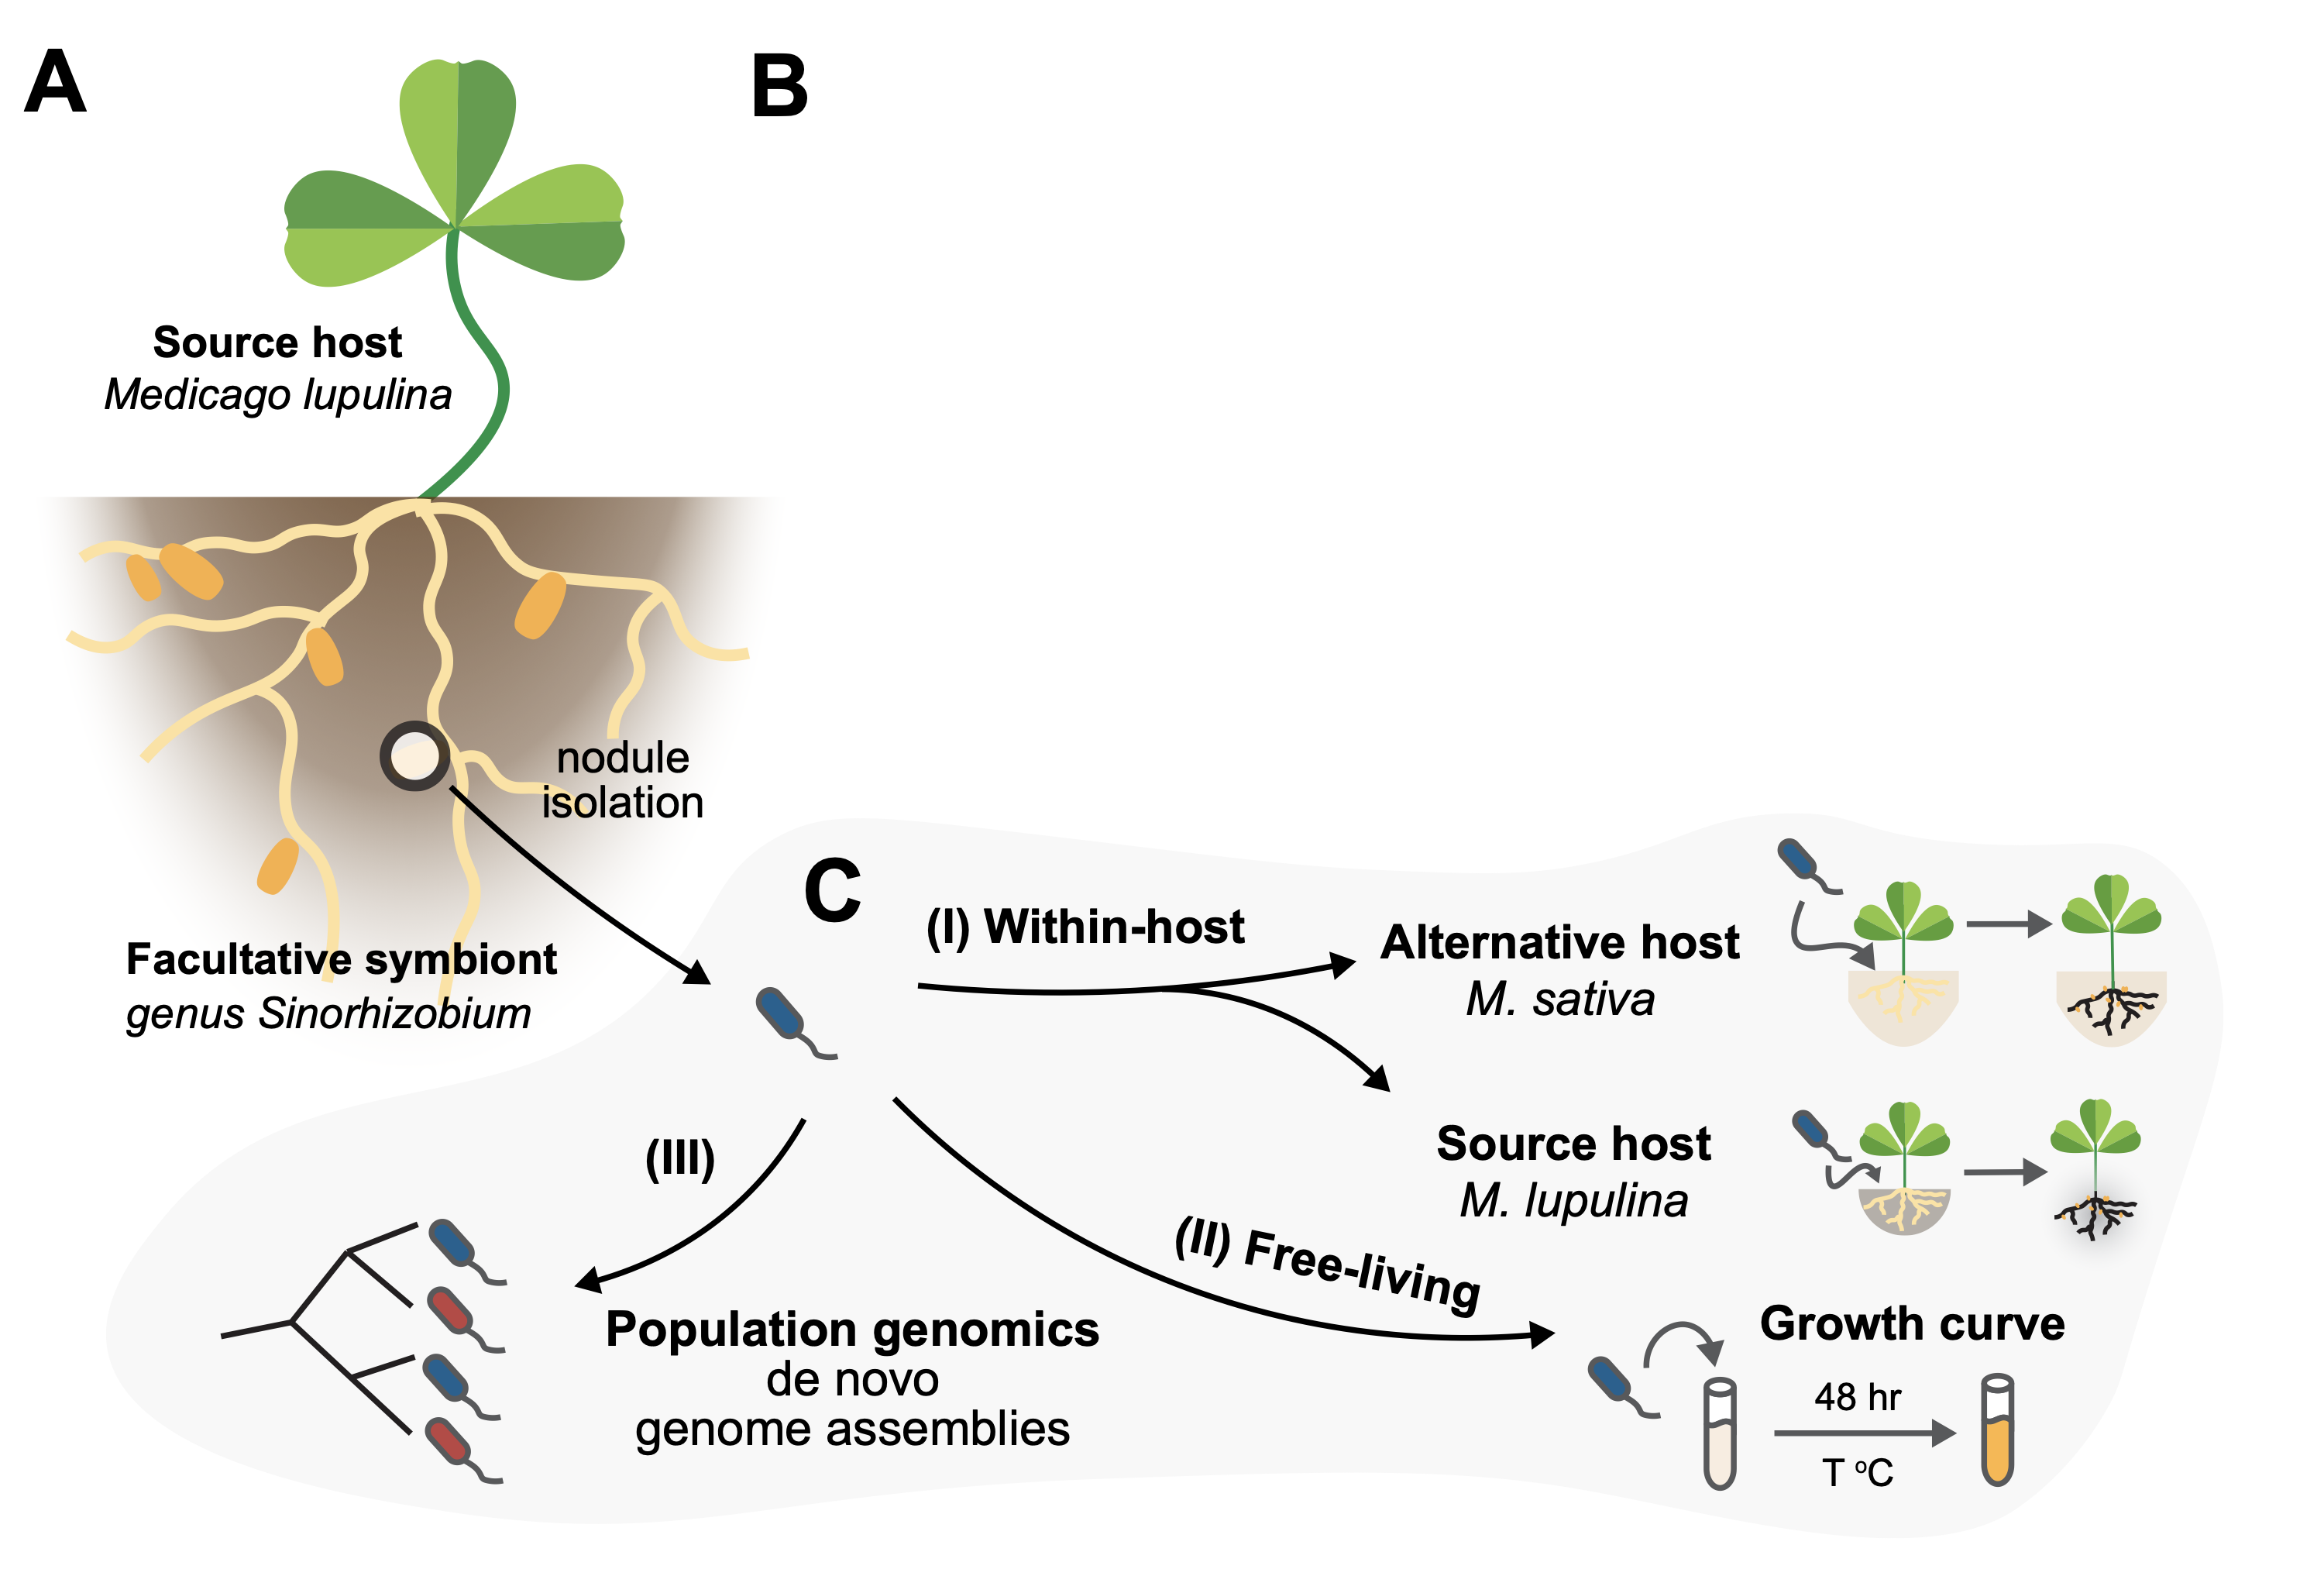 A
B
Source host
Medicago lupulina
nodule
isolation
Facultative symbiont
genus Sinorhizobium
C
(I) Within-host
Alternative host
M. sativa
Source host
M. lupulina
(II) Free-living
Growth curve
48 hr
T ºC
(III)
Population genomics
de novo
genome assemblies